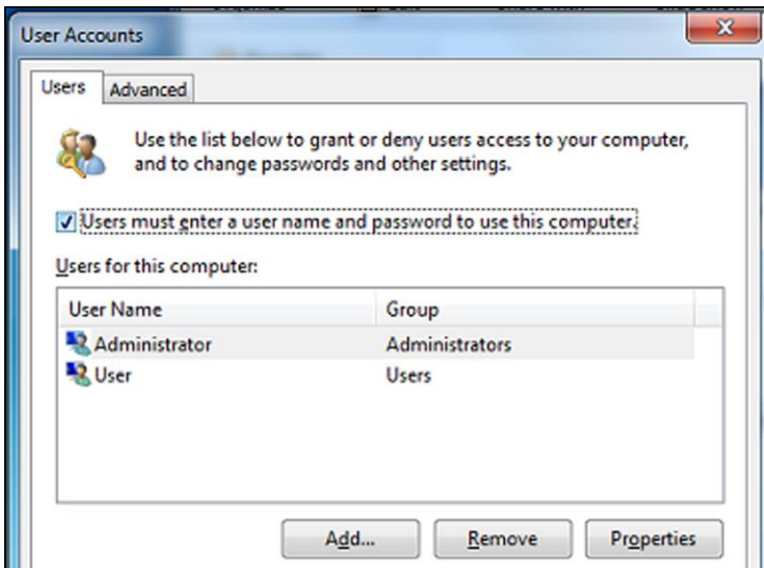 User Accounts
Users Advanced
Use the list below to grant or deny users access to your computer,
and to change passwords and other settings.
Users must enter a user name and password to use this computer.
Users for this computer:
User Name Group
Administrator Administrators
User Users
Add... Remove Properties